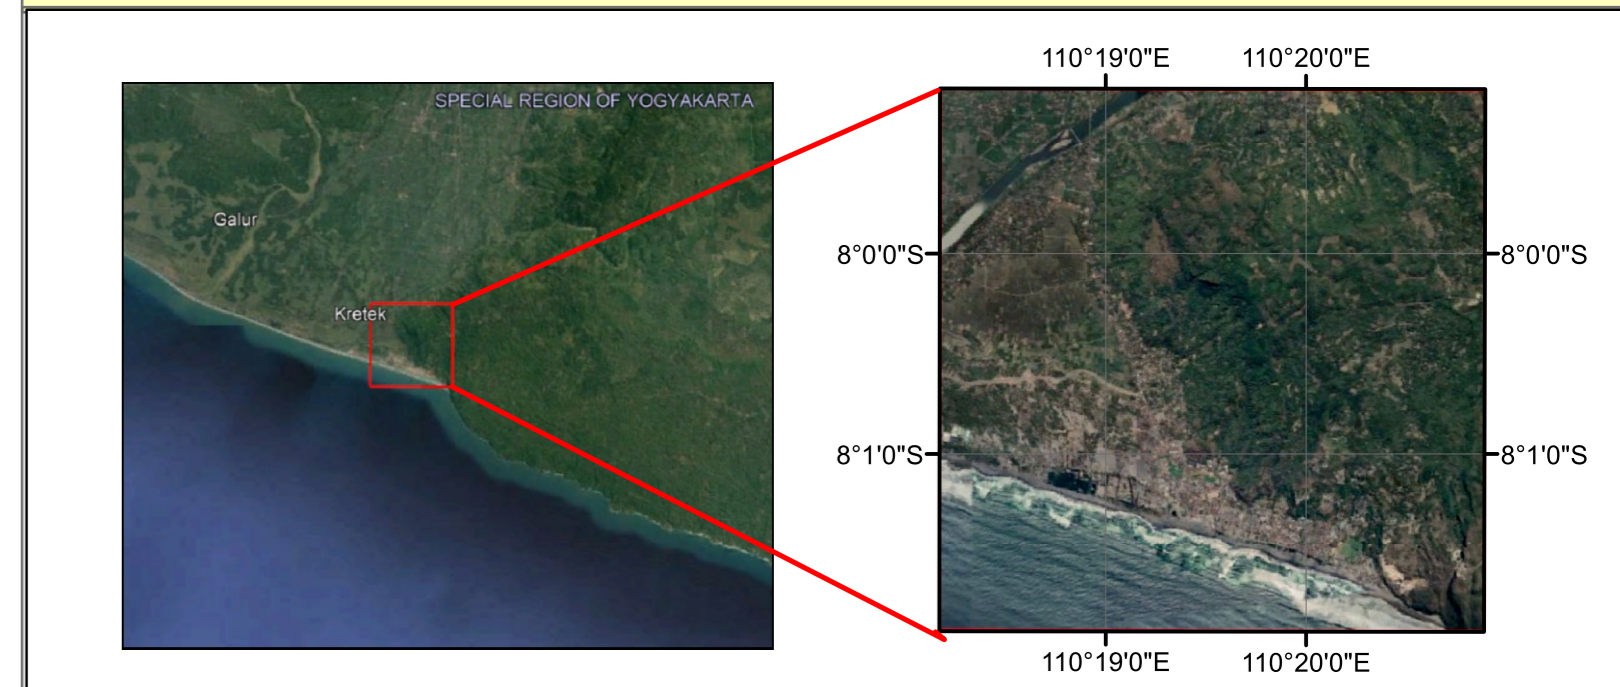 SPECIAL REGION OF YOGYAKARTA
Galur
Kretek
110°19'0"E 110°20'0"E
8°0'0"S 8°0'0"S
8°1'0"S 8°1'0"S
110°19'0"E 110°20'0"E